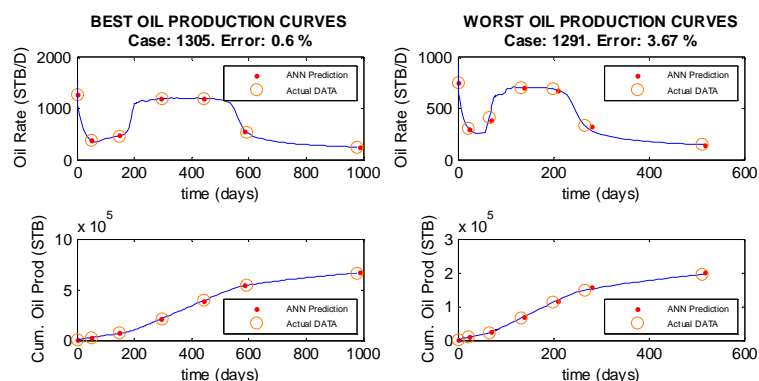 BEST OIL PRODUCTION CURVES
Case: 1305. Error: 0.6 %
2000
1000
0
Oil Rate (STB/D)
ANN Prediction
Actual DATA
0 200 400 600 800 1000
time (days)
WORST OIL PRODUCTION CURVES
Case: 1291. Error: 3.67 %
1000
500
0
Oil Rate (STB/D)
ANN Prediction
Actual DATA
0 200 400 600
time (days)
x 10^5
10
5
0
Cum. Oil Prod (STB)
ANN Prediction
Actual DATA
0 200 400 600 800 1000
time (days)
x 10^5
3
2
1
0
Cum. Oil Prod (STB)
ANN Prediction
Actual DATA
0 200 400 600
time (days)